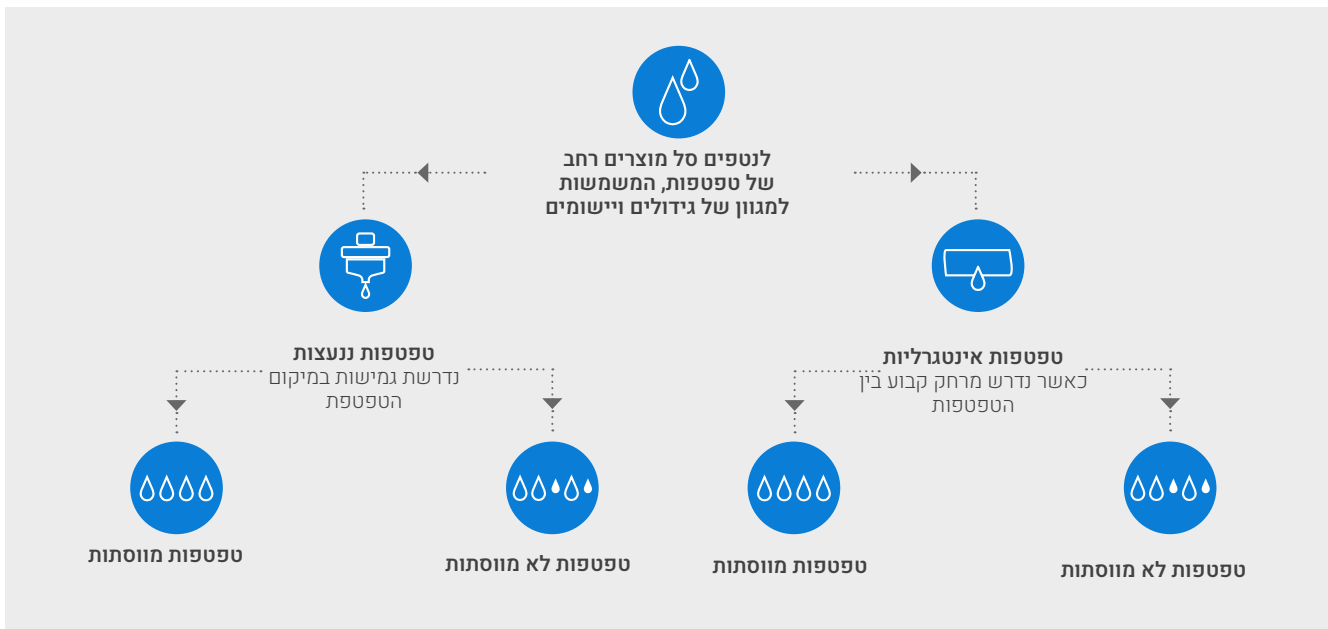 לנטפים סל מוצרים רחב
של טפטפות, המשמשות
למגוון של גידולים ויישומים
טפטפות אינטגרליות
כאשר נדרש מרחק קבוע בין
הטפטפות
טפטפות ננעצות
נדרשת גמישות במיקום
הטפטפת
טפטפות לא מווסתות
טפטפות מווסתות
טפטפות לא מווסתות
טפטפות מווסתות